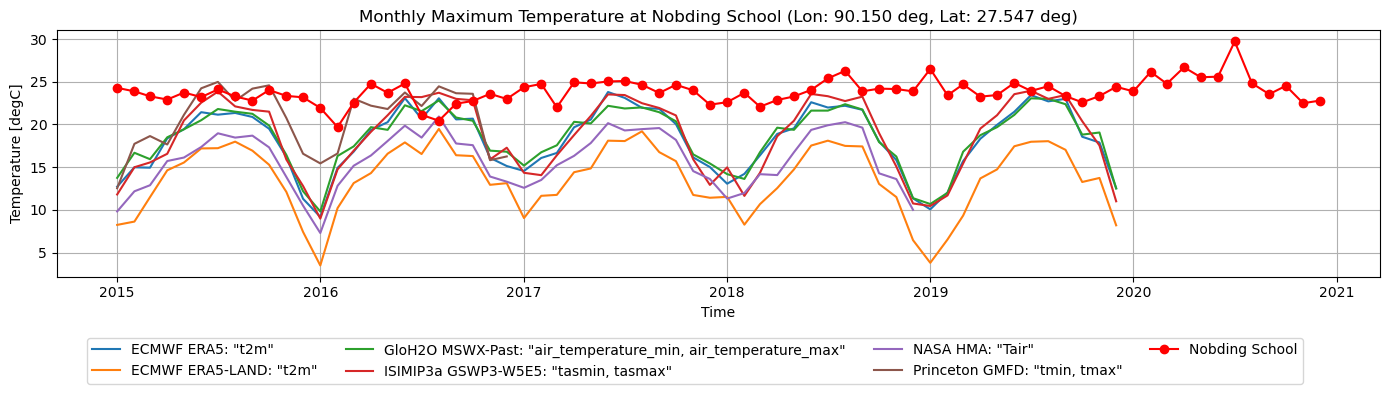 Monthly Maximum Temperature at Nobding School (Lon: 90.150 deg, Lat: 27.547 deg)
Temperature [degC]
30
25
20
15
10
5
2015 2016 2017 2018 2019 2020 2021
Time
ECMWF ERA5: "t2m"
ECMWF ERA5-LAND: "t2m"
GloH2O MSWX-Past: "air_temperature_min, air_temperature_max"
ISIMIP3a GSWP3-W5E5: "tasmin, tasmax"
NASA HMA: "Tair"
Princeton GMFD: "tmin, tmax"
Nobding School